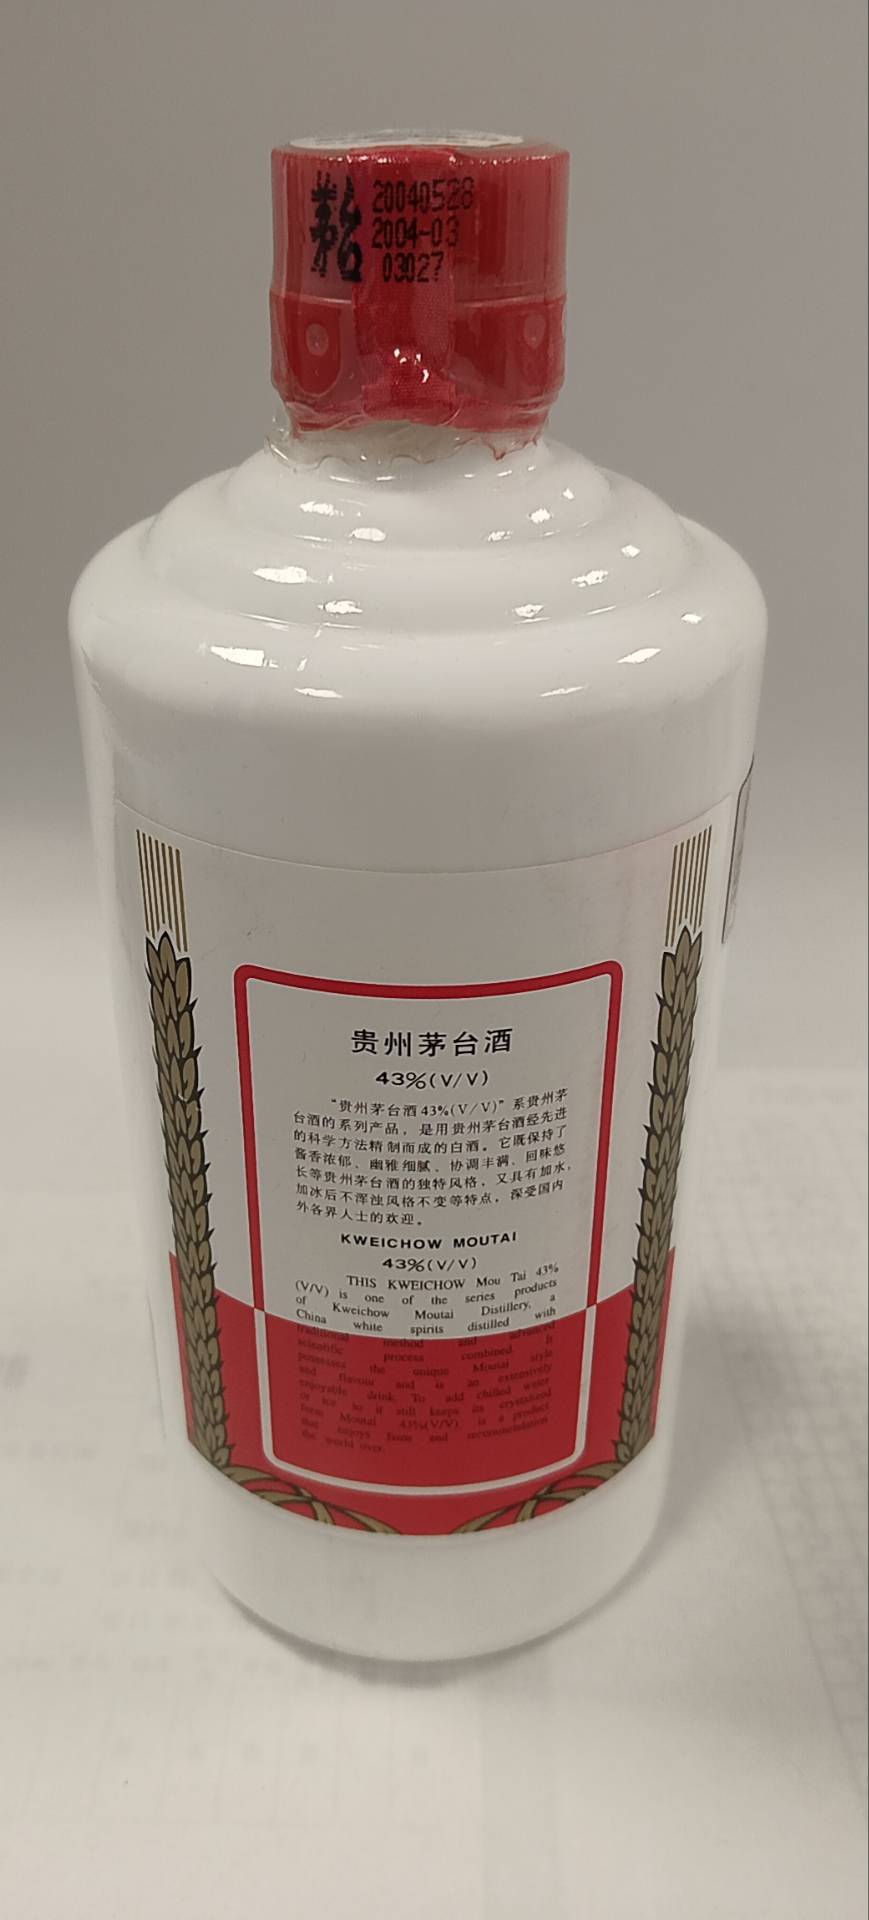 茅台
20040528
2004-03
03027
贵州茅台酒
43%(V/V)
“贵州茅台酒43%(V/V)”系贵州茅
台酒的系列产品，是用贵州茅台酒经先进
的科学方法精制而成的白酒。它既保持了
酱香浓郁、幽雅细腻、协调丰满、回味悠
长等贵州茅台酒的独特风格，又具有加水，
加冰后不浑浊风格不变等特点，深受国内
外各界人士的欢迎。
KWEICHOW MOUTAI
43%(V/V)
THIS KWEICHOW Mou Tai 43%
(V/V) is one of the series products
of Kweichow Moutai Distillery, a
China white spirits distilled with
traditional method and advanced
scientific process combined. It
possesses the unique Moutai style
and flavour and is an extensively
enjoyable drink. To add chilled water
or ice to it still keeps its crystalized
form Moutai 43%(V/V) is a product
that enjoys fame and recommendation
the world over.